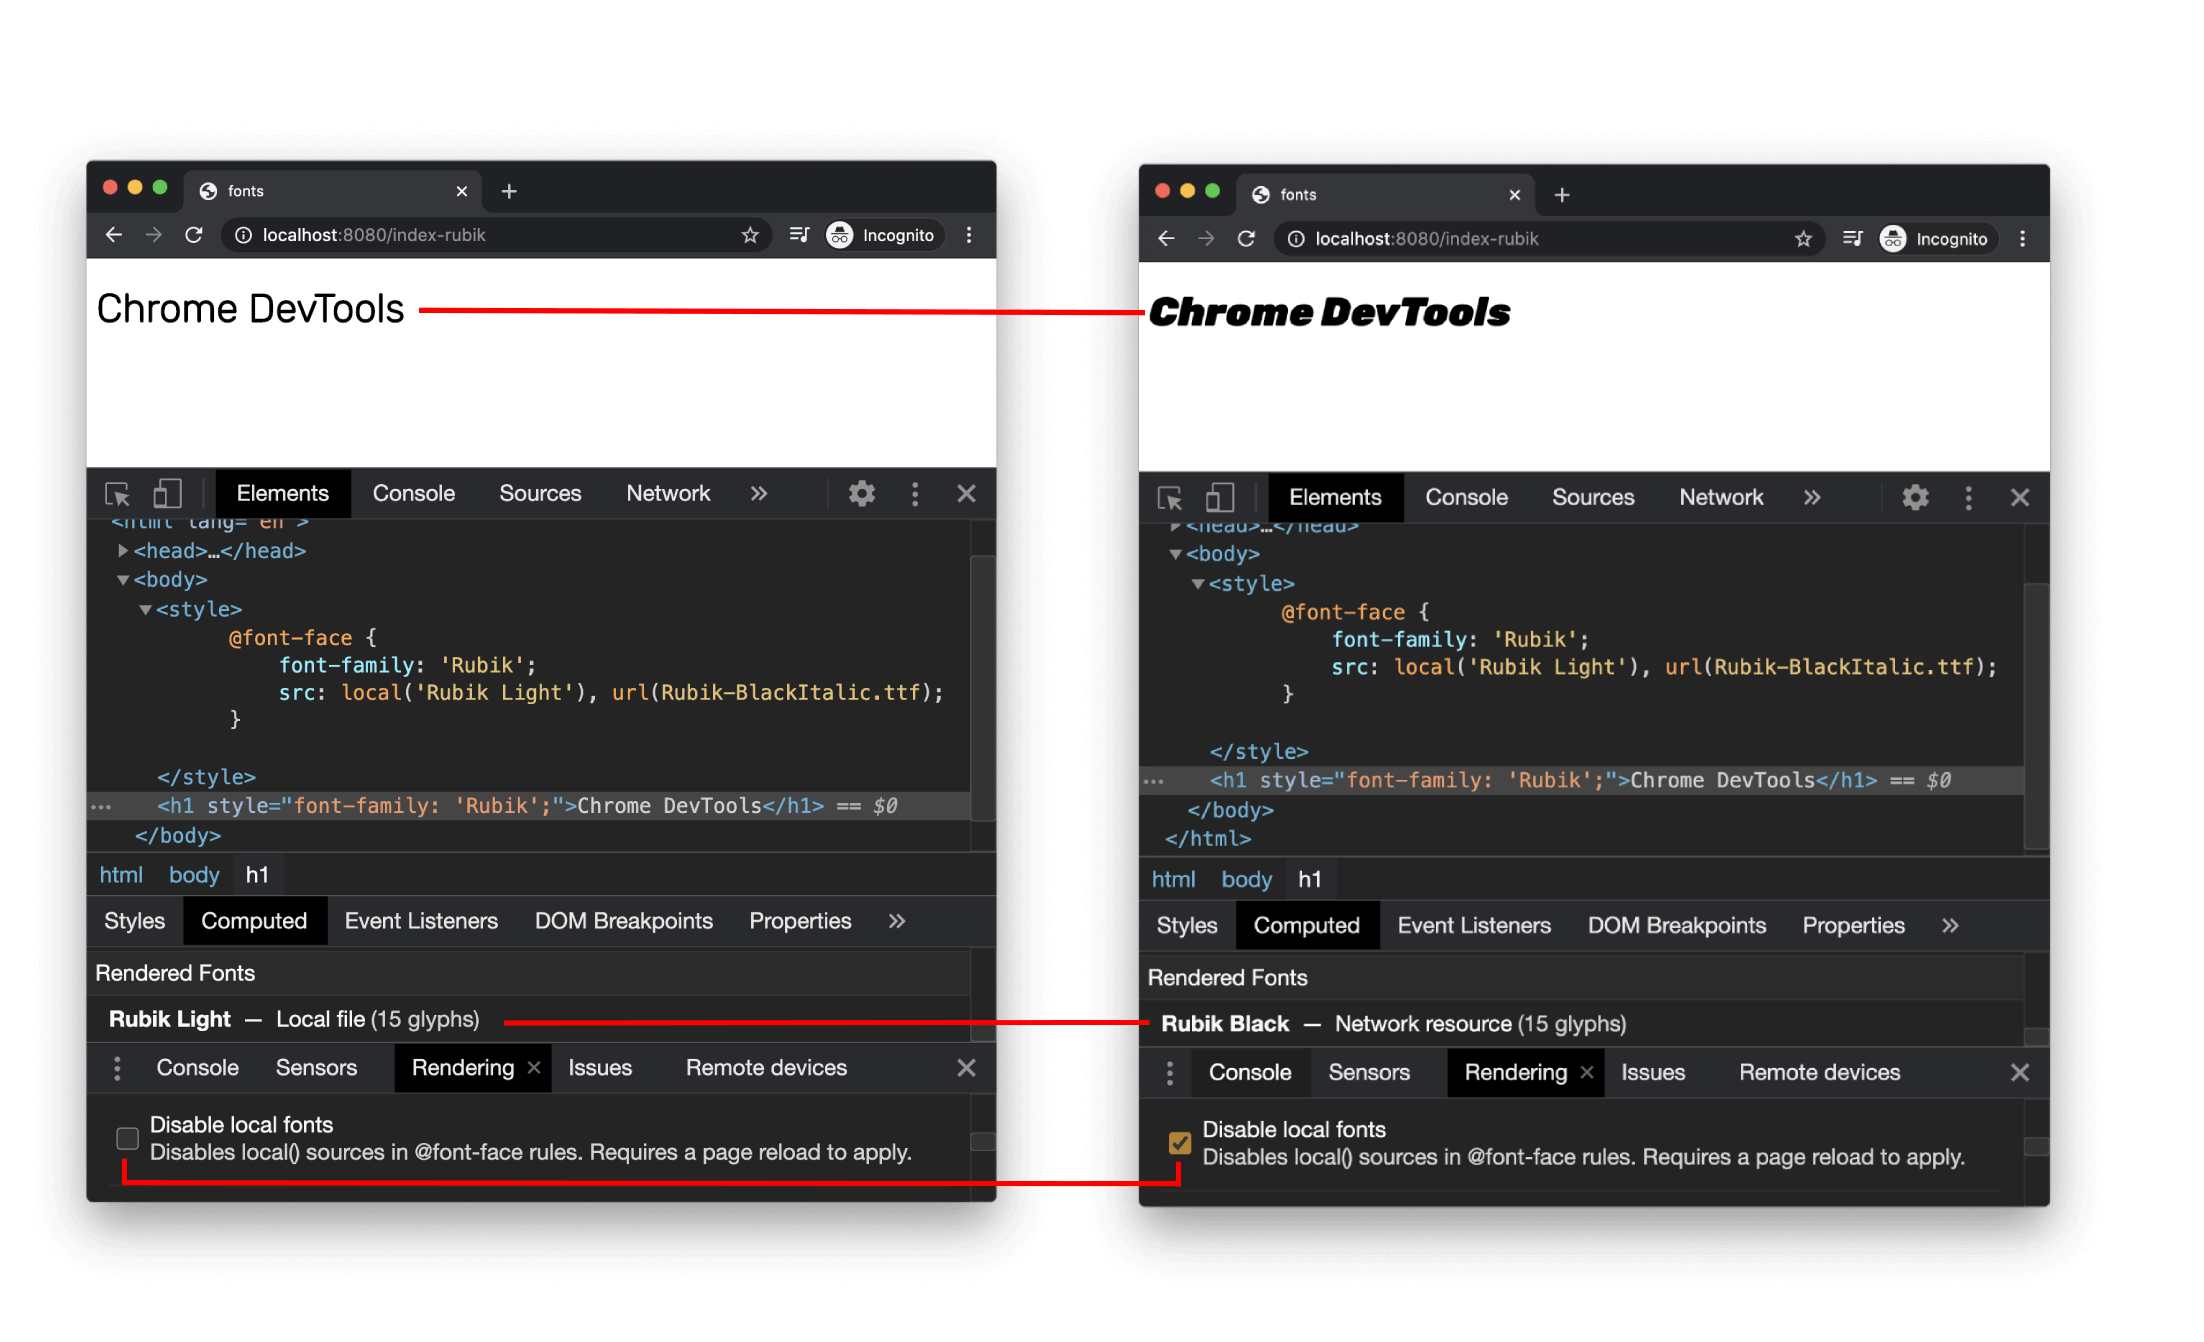 fonts
localhost:8080/index-rubik
Incognito
Chrome DevTools
Elements Console Sources Network
<html lang="en">
<head>…</head>
<body>
<style>
@font-face {
font-family: 'Rubik';
src: local('Rubik Light'), url(Rubik-BlackItalic.ttf);
}
</style>
<h1 style="font-family: 'Rubik';">Chrome DevTools</h1> == $0
</body>
html body h1
Styles Computed Event Listeners DOM Breakpoints Properties
Rendered Fonts
Rubik Light — Local file (15 glyphs)
Console Sensors Rendering Issues Remote devices
Disable local fonts
Disables local() sources in @font-face rules. Requires a page reload to apply.
fonts
localhost:8080/index-rubik
Incognito
Chrome DevTools
Elements Console Sources Network
<head>…</head>
<body>
<style>
@font-face {
font-family: 'Rubik';
src: local('Rubik Light'), url(Rubik-BlackItalic.ttf);
}
</style>
<h1 style="font-family: 'Rubik';">Chrome DevTools</h1> == $0
</body>
</html>
html body h1
Styles Computed Event Listeners DOM Breakpoints Properties
Rendered Fonts
Rubik Black — Network resource (15 glyphs)
Console Sensors Rendering Issues Remote devices
Disable local fonts
Disables local() sources in @font-face rules. Requires a page reload to apply.